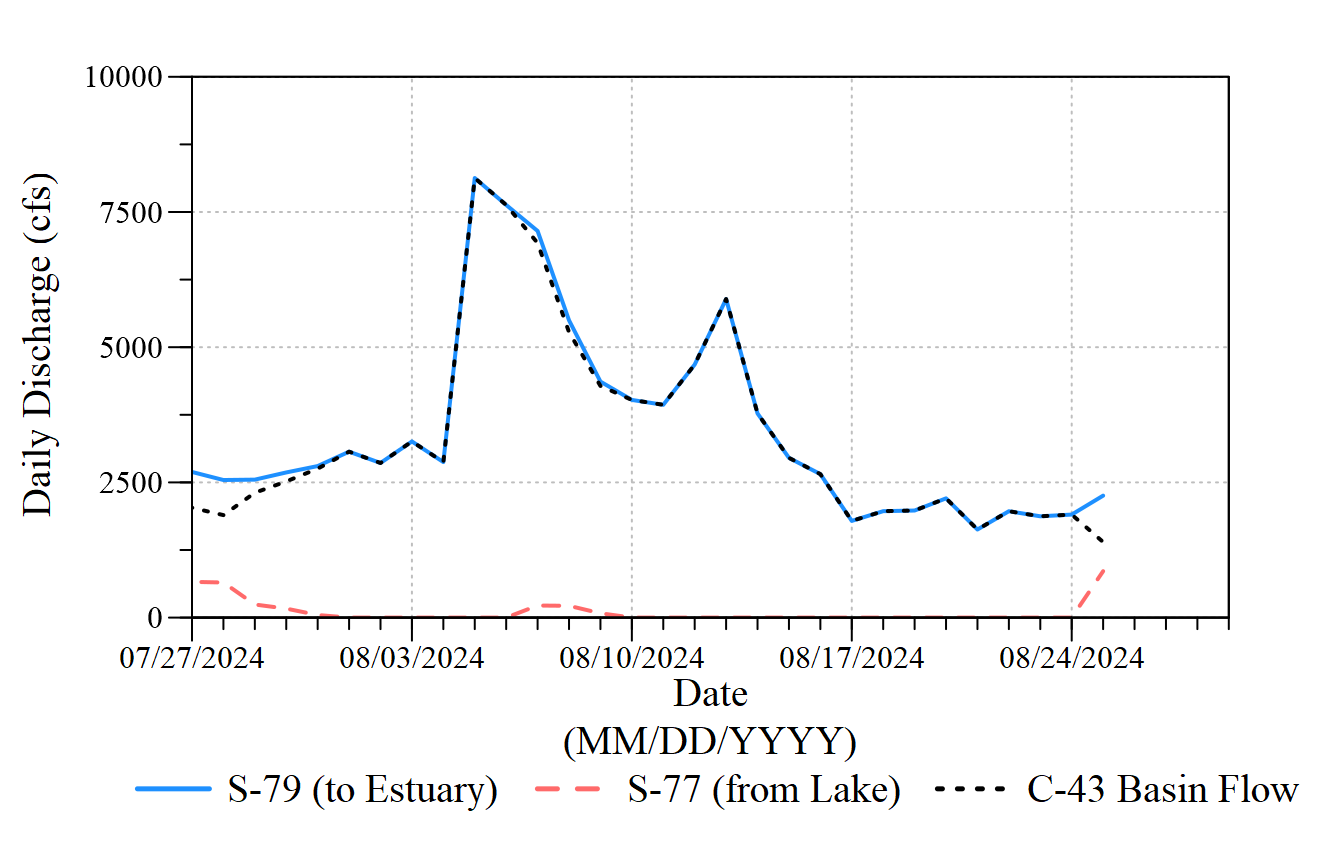 10000
7500
5000
2500
0
Daily Discharge (cfs)
07/27/2024 08/03/2024 08/10/2024 08/17/2024 08/24/2024
Date
(MM/DD/YYYY)
S-79 (to Estuary) S-77 (from Lake) C-43 Basin Flow